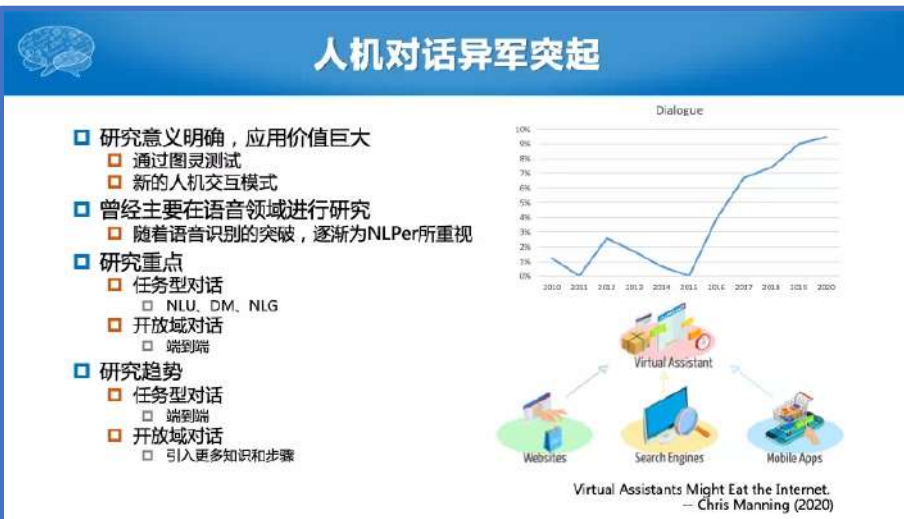 人机对话异军突起
研究意义明确，应用价值巨大
通过图灵测试
新的人机交互模式
曾经主要在语音领域进行研究
随着语音识别的突破，逐渐为NLPer所重视
研究重点
任务型对话
NLU、DM、NLG
开放域对话
端到端
研究趋势
任务型对话
端到端
开放域对话
引入更多知识和步骤
Dialogue
10%
9%
8%
7%
6%
5%
4%
3%
2%
1%
0%
2010 2011 2012 2013 2014 2015 2016 2017 2018 2019 2020
Virtual Assistant
Websites Search Engines Mobile Apps
Virtual Assistants Might Eat the Internet.
-- Chris Manning (2020)